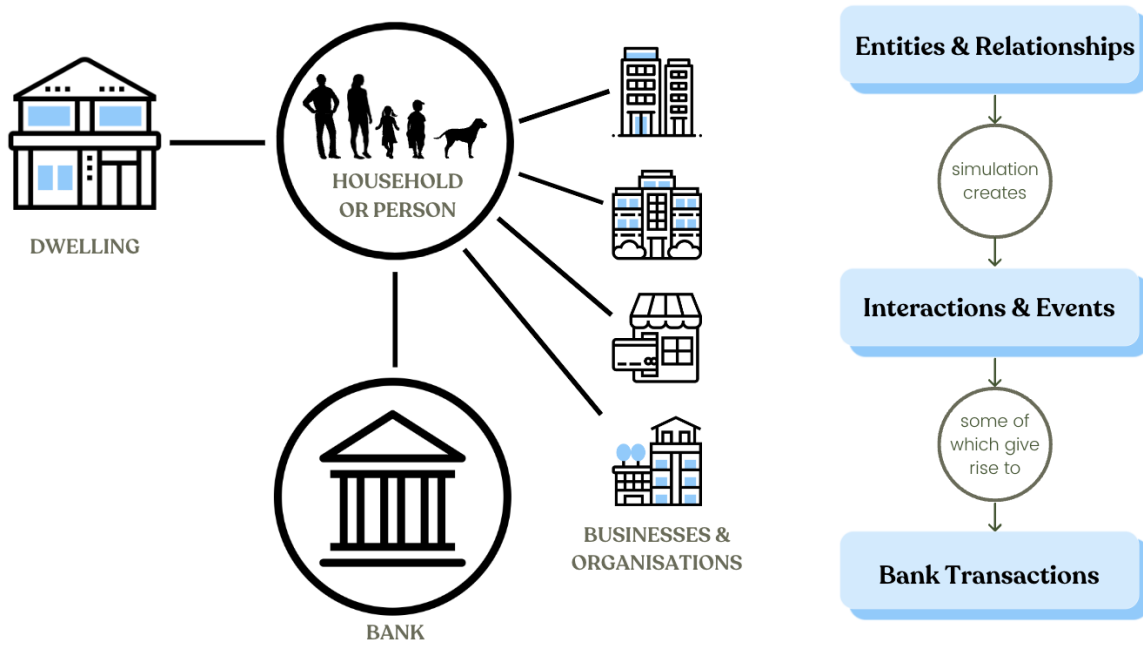 DWELLING
HOUSEHOLD
OR PERSON
BANK
BUSINESSES &
ORGANISATIONS
Entities & Relationships
simulation
creates
Interactions & Events
some of
which give
rise to
Bank Transactions